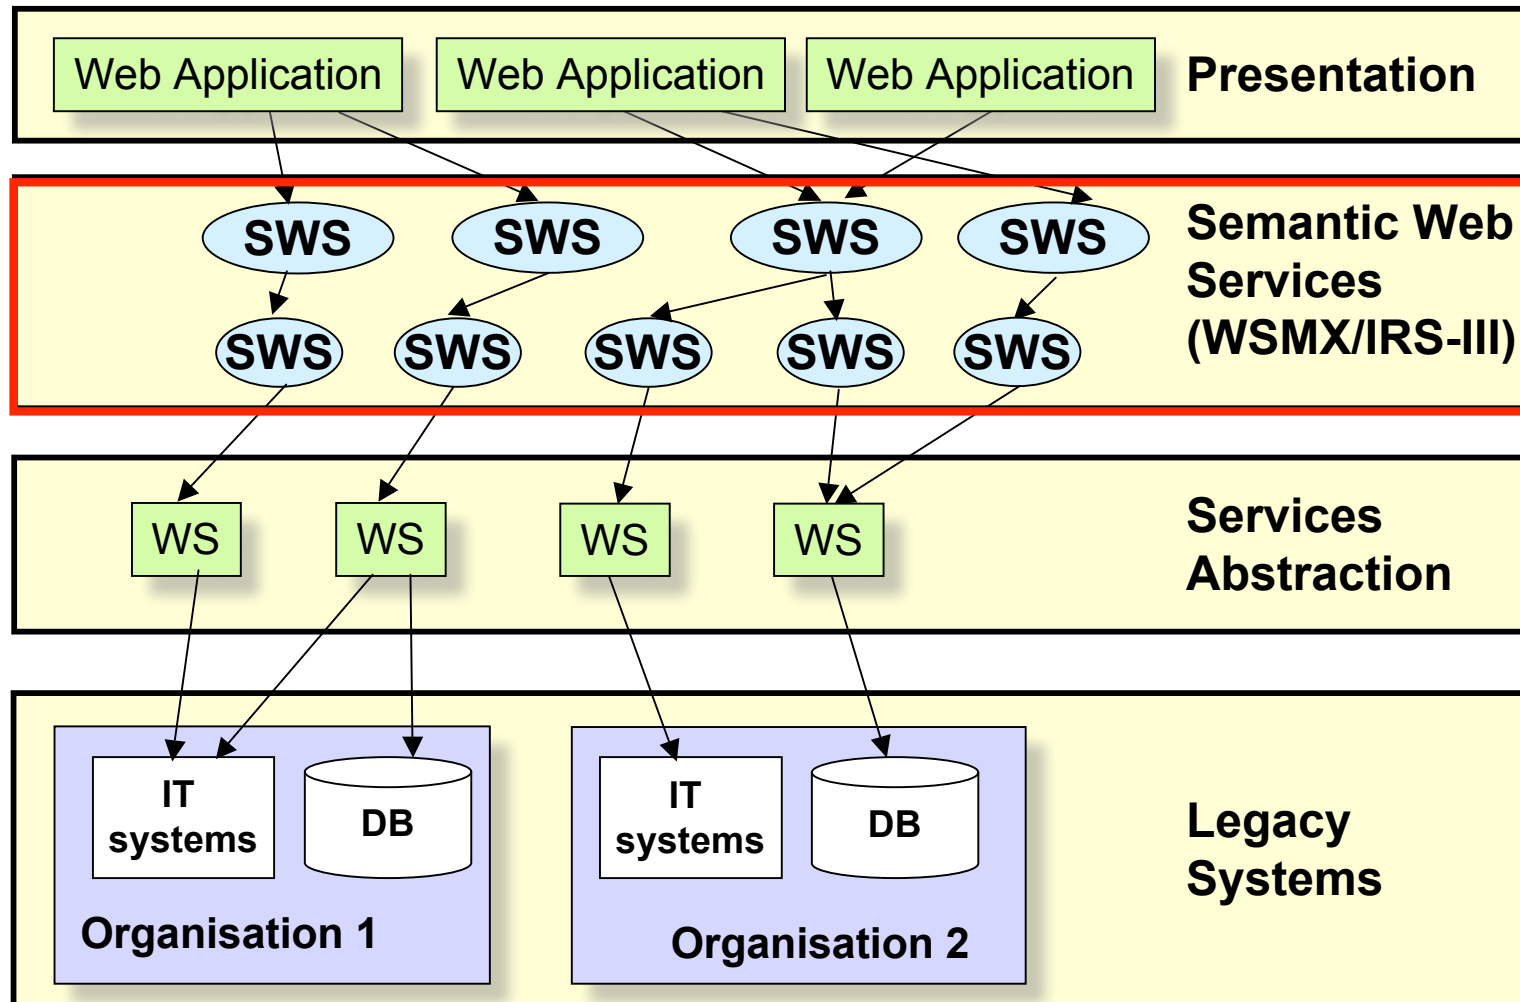 Web Application
Web Application
Web Application
Presentation
SWS
SWS
SWS
SWS
Semantic Web
Services
(WSMX/IRS-III)
SWS
SWS
SWS
SWS
SWS
WS
WS
WS
WS
Services
Abstraction
IT
systems
DB
Organisation 1
IT
systems
DB
Organisation 2
Legacy
Systems